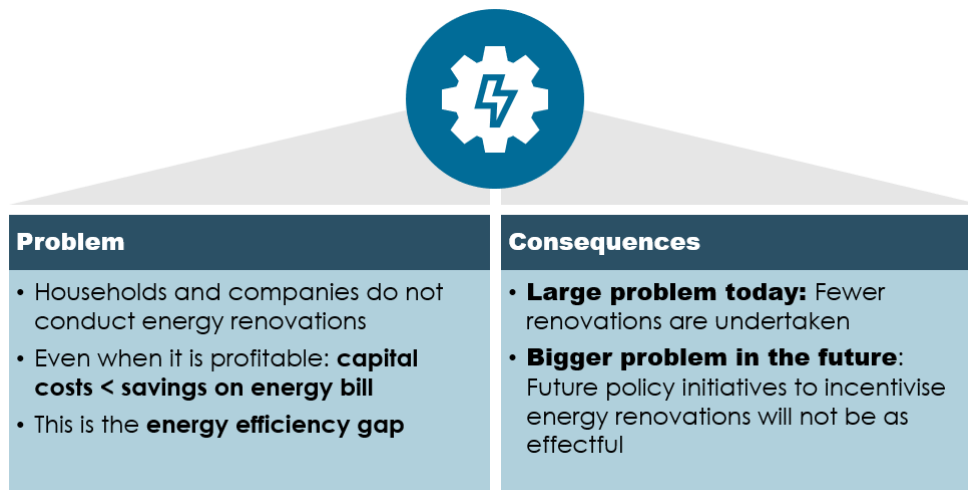 Problem
• Households and companies do not
conduct energy renovations
• Even when it is profitable: capital
costs < savings on energy bill
• This is the energy efficiency gap
Consequences
• Large problem today: Fewer
renovations are undertaken
• Bigger problem in the future:
Future policy initiatives to incentivise
energy renovations will not be as
effectful